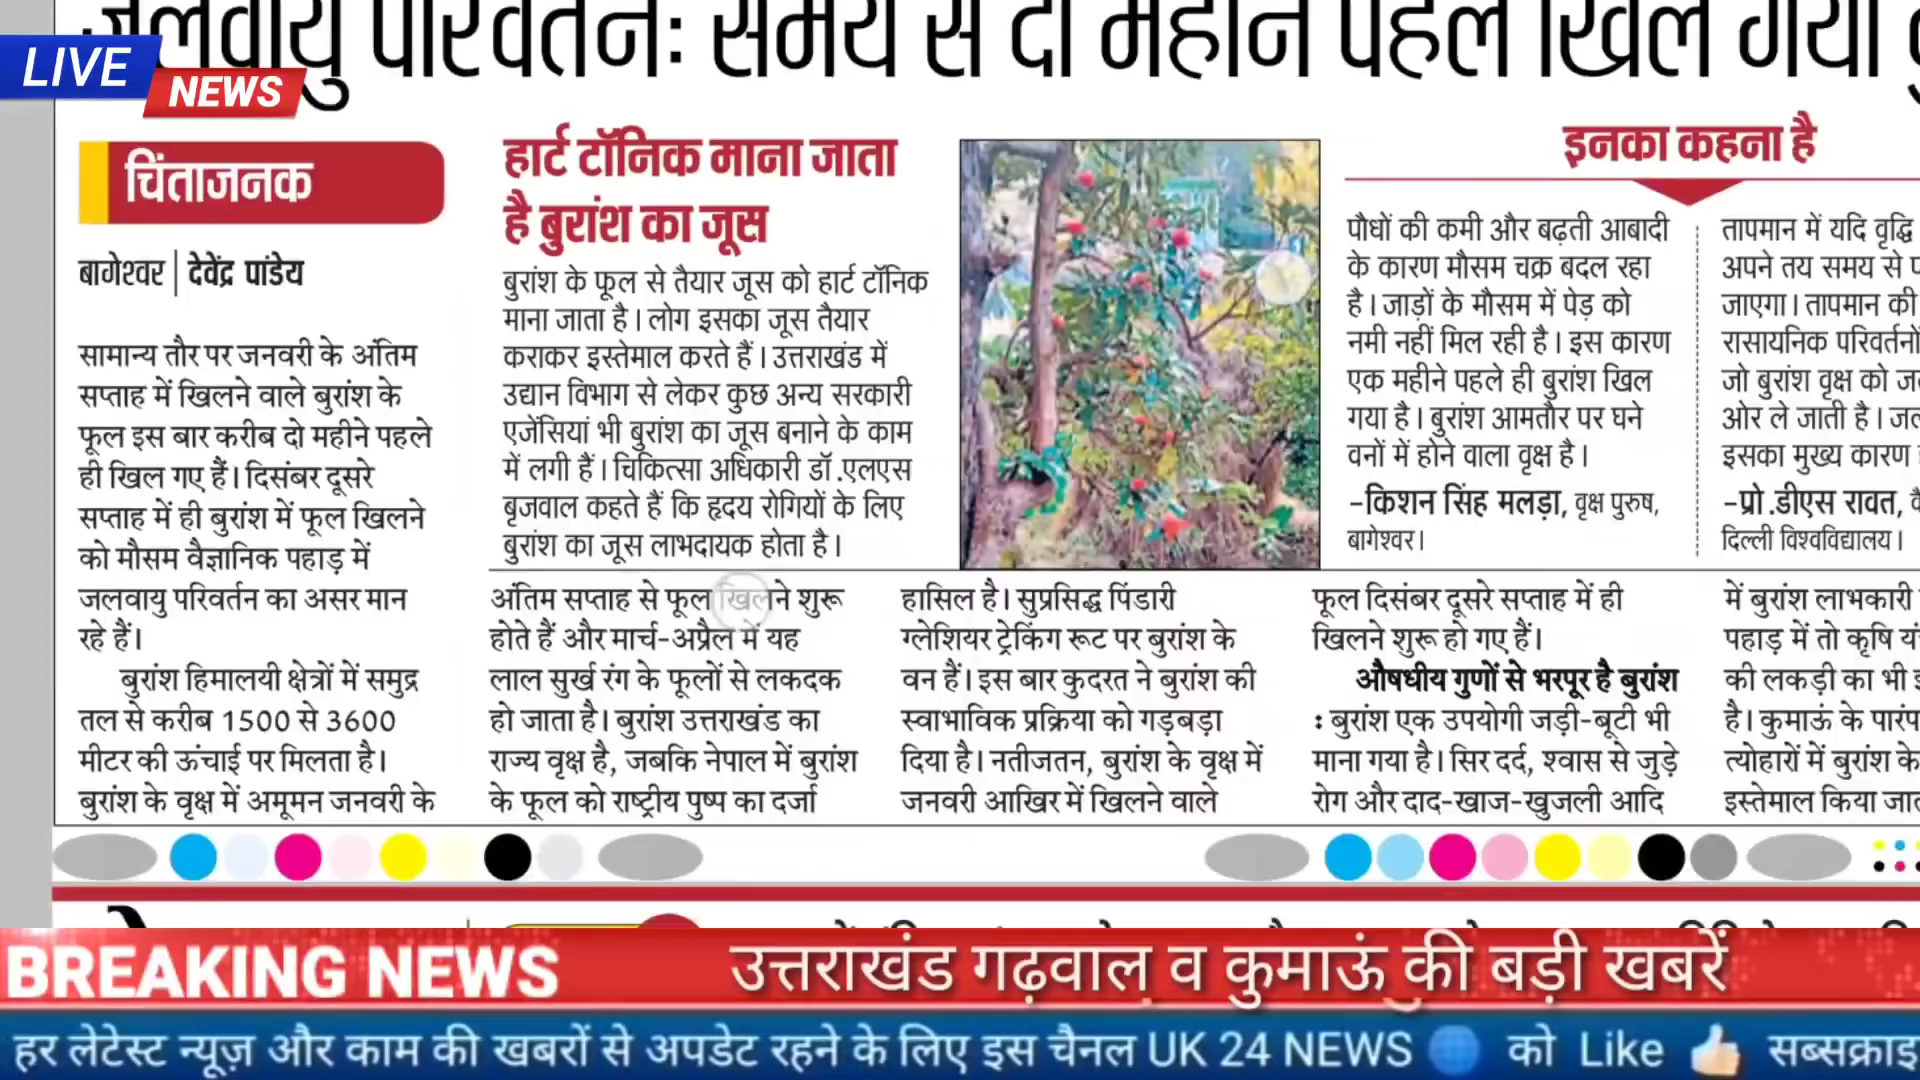 जलवायु परिवर्तनः समय से दो महीने पहले खिल गया
LIVE
NEWS
चिंताजनक
बागेश्वर | देवेंद्र पांडेय
सामान्य तौर पर जनवरी के अंतिम
सप्ताह में खिलने वाले बुरांश के
फूल इस बार करीब दो महीने पहले
ही खिल गए हैं। दिसंबर दूसरे
सप्ताह में ही बुरांश में फूल खिलने
को मौसम वैज्ञानिक पहाड़ में
जलवायु परिवर्तन का असर मान
रहे हैं।
बुरांश हिमालयी क्षेत्रों में समुद्र
तल से करीब 1500 से 3600
मीटर की ऊंचाई पर मिलता है।
बुरांश के वृक्ष में अमूमन जनवरी के
हार्ट टॉनिक माना जाता
है बुरांश का जूस
बुरांश के फूल से तैयार जूस को हार्ट टॉनिक
माना जाता है। लोग इसका जूस तैयार
कराकर इस्तेमाल करते हैं। उत्तराखंड में
उद्यान विभाग से लेकर कुछ अन्य सरकारी
एजेंसियां भी बुरांश का जूस बनाने के काम
में लगी हैं। चिकित्सा अधिकारी डॉ.एलएस
बृजवाल कहते हैं कि हृदय रोगियों के लिए
बुरांश का जूस लाभदायक होता है।
अंतिम सप्ताह से फूल खिलने शुरू
होते हैं और मार्च-अप्रैल में यह
लाल सुर्ख रंग के फूलों से लकदक
हो जाता है। बुरांश उत्तराखंड का
राज्य वृक्ष है, जबकि नेपाल में बुरांश
के फूल को राष्ट्रीय पुष्प का दर्जा
हासिल है। सुप्रसिद्ध पिंडारी
ग्लेशियर ट्रेकिंग रूट पर बुरांश के
वन हैं। इस बार कुदरत ने बुरांश की
स्वाभाविक प्रक्रिया को गड़बड़ा
दिया है। नतीजतन, बुरांश के वृक्ष में
जनवरी आखिर में खिलने वाले
इनका कहना है
पौधों की कमी और बढ़ती आबादी
के कारण मौसम चक्र बदल रहा
है। जाड़ों के मौसम में पेड़ को
नमी नहीं मिल रही है। इस कारण
एक महीने पहले ही बुरांश खिल
गया है। बुरांश आमतौर पर घने
वनों में होने वाला वृक्ष है।
-किशन सिंह मलड़ा, वृक्ष पुरुष,
बागेश्वर।
तापमान में यदि वृद्धि
अपने तय समय से
जाएगा। तापमान की
रासायनिक परिवर्तनों
जो बुरांश वृक्ष को
ओर ले जाती है।
इसका मुख्य कारण
-प्रो.डीएस रावत,
दिल्ली विश्वविद्यालय।
फूल दिसंबर दूसरे सप्ताह में ही
खिलने शुरू हो गए हैं।
औषधीय गुणों से भरपूर है बुरांश
: बुरांश एक उपयोगी जड़ी-बूटी भी
माना गया है। सिर दर्द, श्वास से जुड़े
रोग और दाद-खाज-खुजली आदि
में बुरांश लाभकारी
पहाड़ में तो कृषि
की लकड़ी का भी
है। कुमाऊं के
त्योहारों में बुरांश के
इस्तेमाल किया
BREAKING NEWS
उत्तराखंड गढ़वाल व कुमाऊं की बड़ी खबरें
हर लेटेस्ट न्यूज़ और काम की खबरों से अपडेट रहने के लिए इस चैनल UK 24 NEWS 🌐 को Like 👍🏻